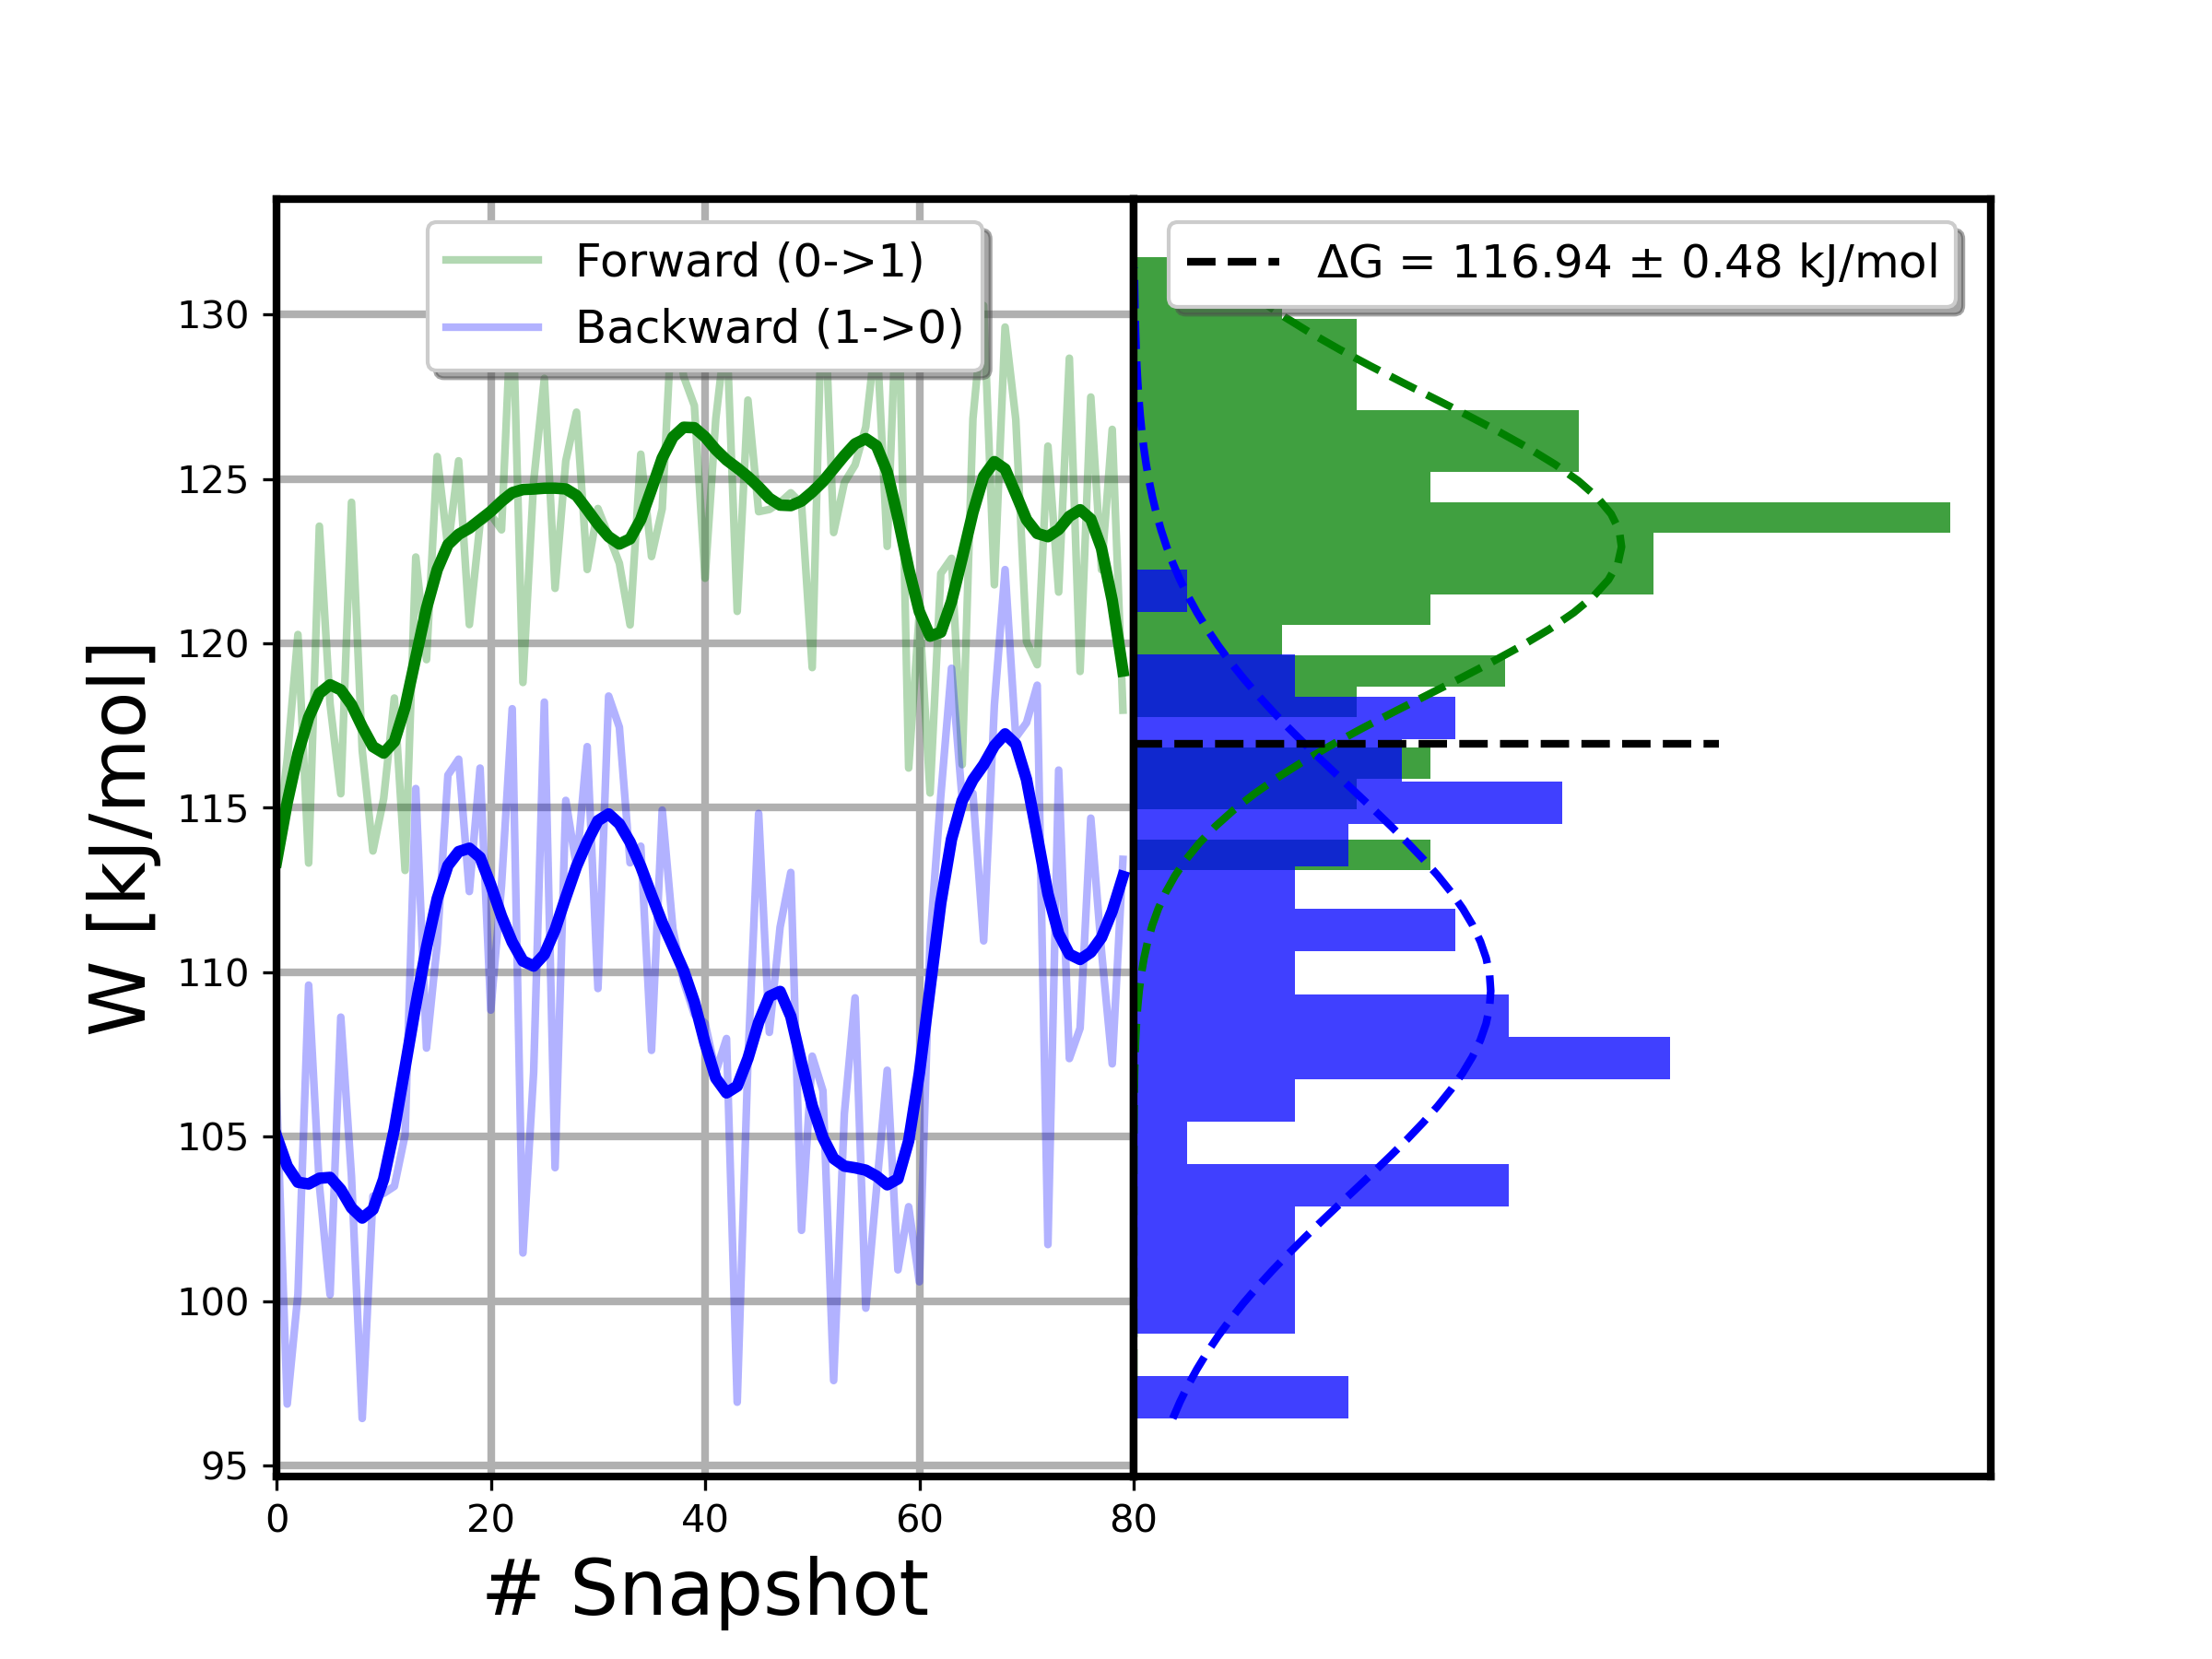 Forward (0->1)
Backward (1->0)
ΔG = 116.94 ± 0.48 kJ/mol
W [kJ/mol]
130
125
120
115
110
105
100
95
0 20 40 60 80
# Snapshot